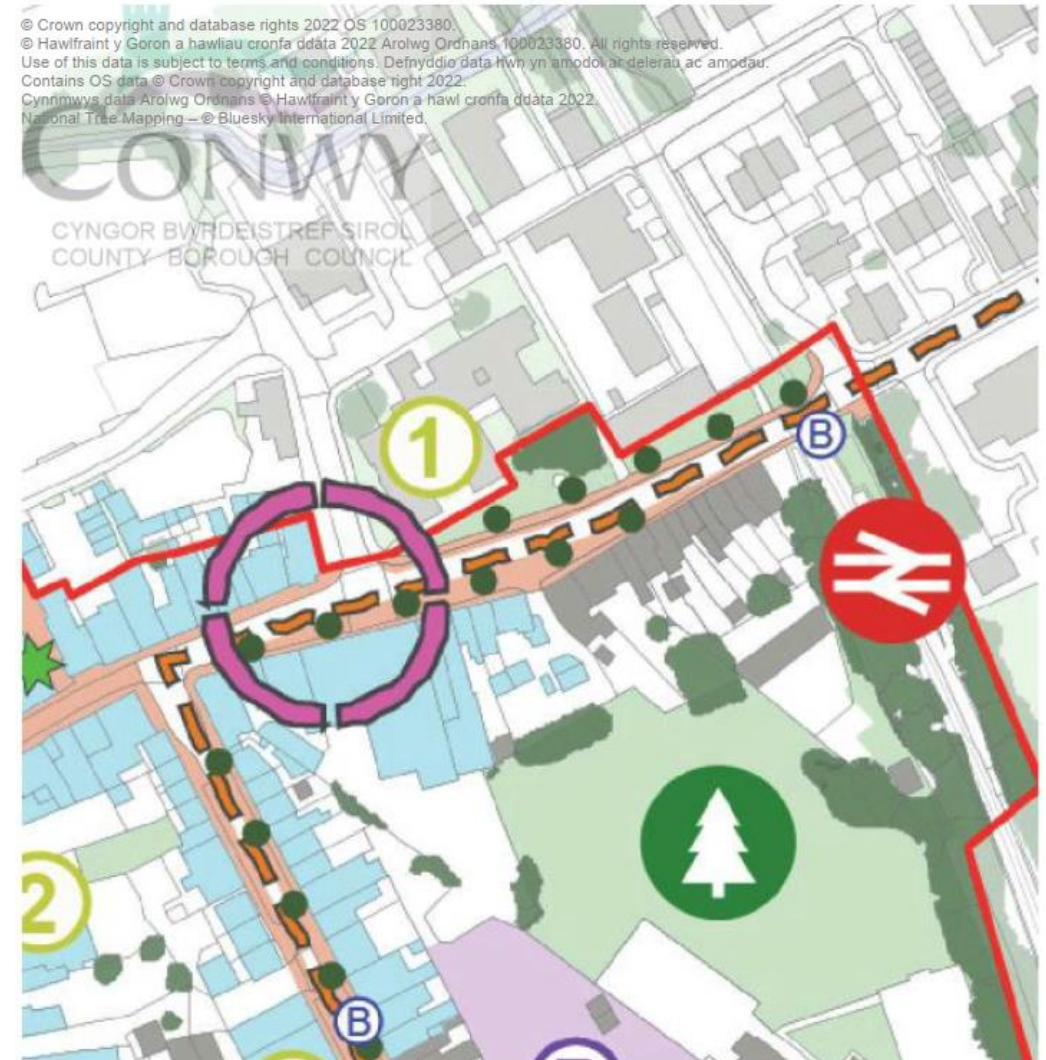 © Crown copyright and database rights 2022 OS 100023380.
© Hawlfraint y Goron a hawliau cronfa ddata 2022 Arolwg Ordnans 100023380. All rights reserved.
Use of this data is subject to terms and conditions. Defnyddio data hwn yn amodol ar delerau ac amodau.
Contains OS data © Crown copyright and database right 2022.
Cynnmwys data Arolwg Ordnans © Hawlfraint y Goron a hawl cronfa ddata 2022.
National Tree Mapping – © Bluesky International Limited.
CONWY
CYNGOR BWRDEISTREF SIROL
COUNTY BOROUGH COUNCIL
1
B
2
B